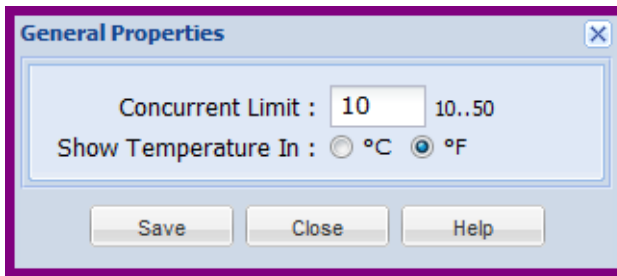 General Properties
Concurrent Limit : 10 10..50
Show Temperature In : °C °F
Save Close Help